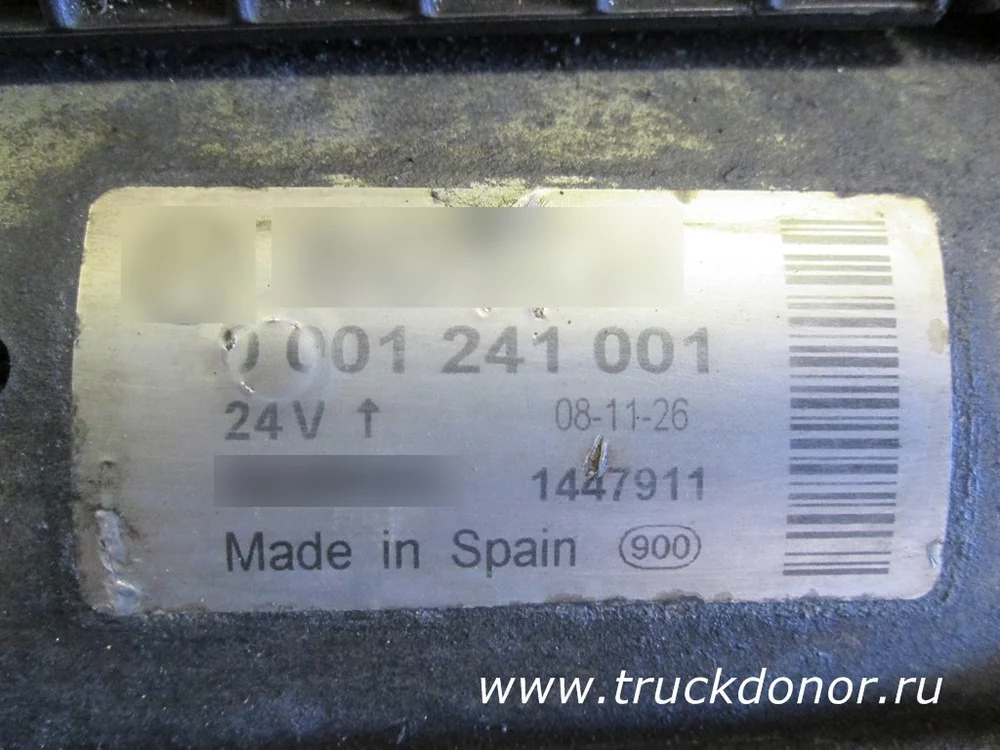 0 001 241 001
24V ↑ 08-11-26
1447911
Made in Spain 900
www.truckdonor.ru